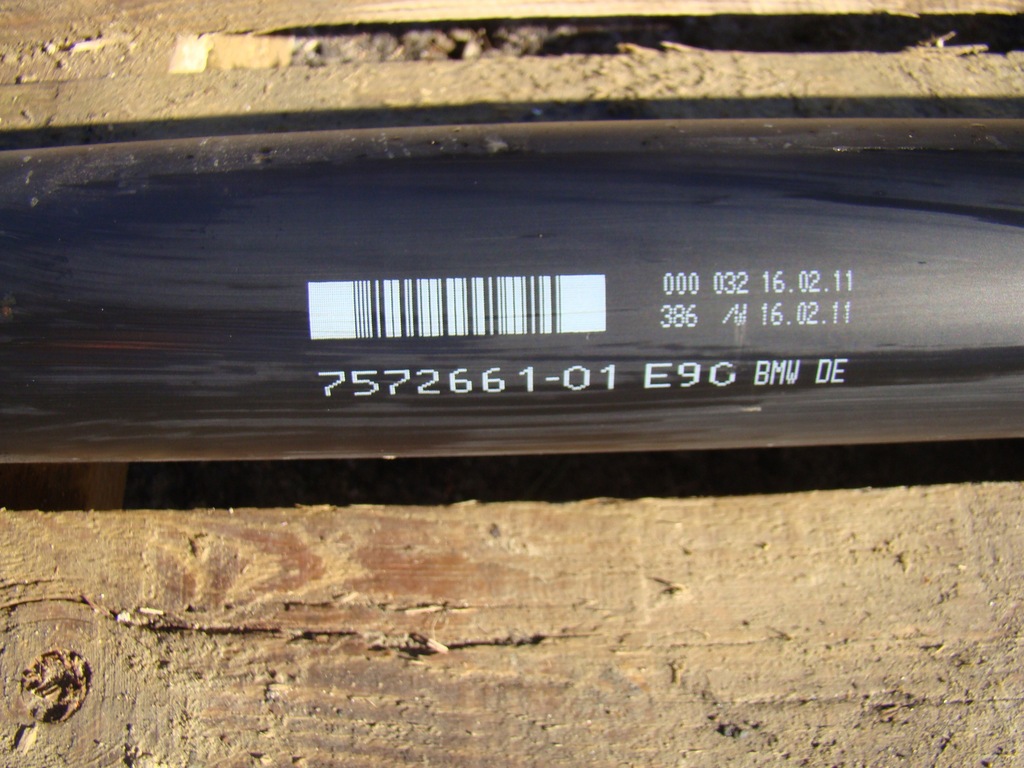 000 032 16.02.11
386 /W 16.02.11
7572661-01 E9G BMW DE